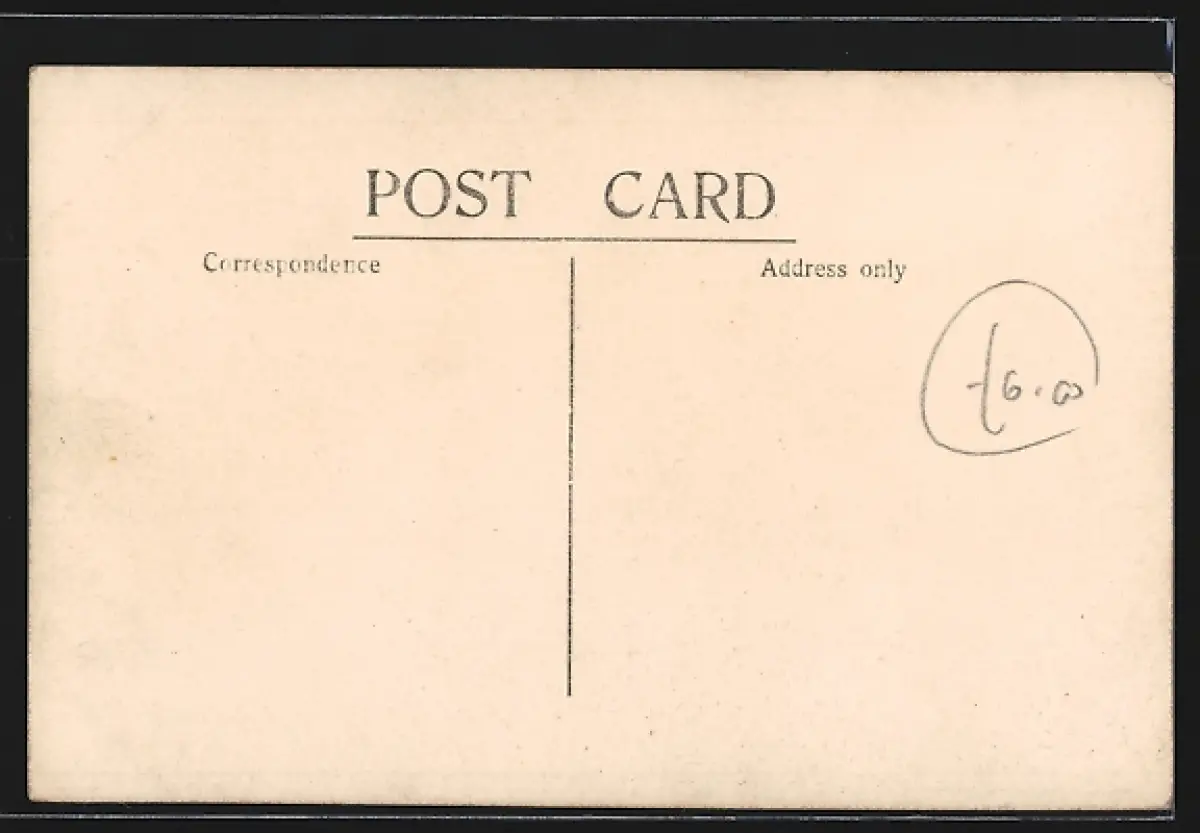 POST CARD
Correspondence
Address only
£6.00